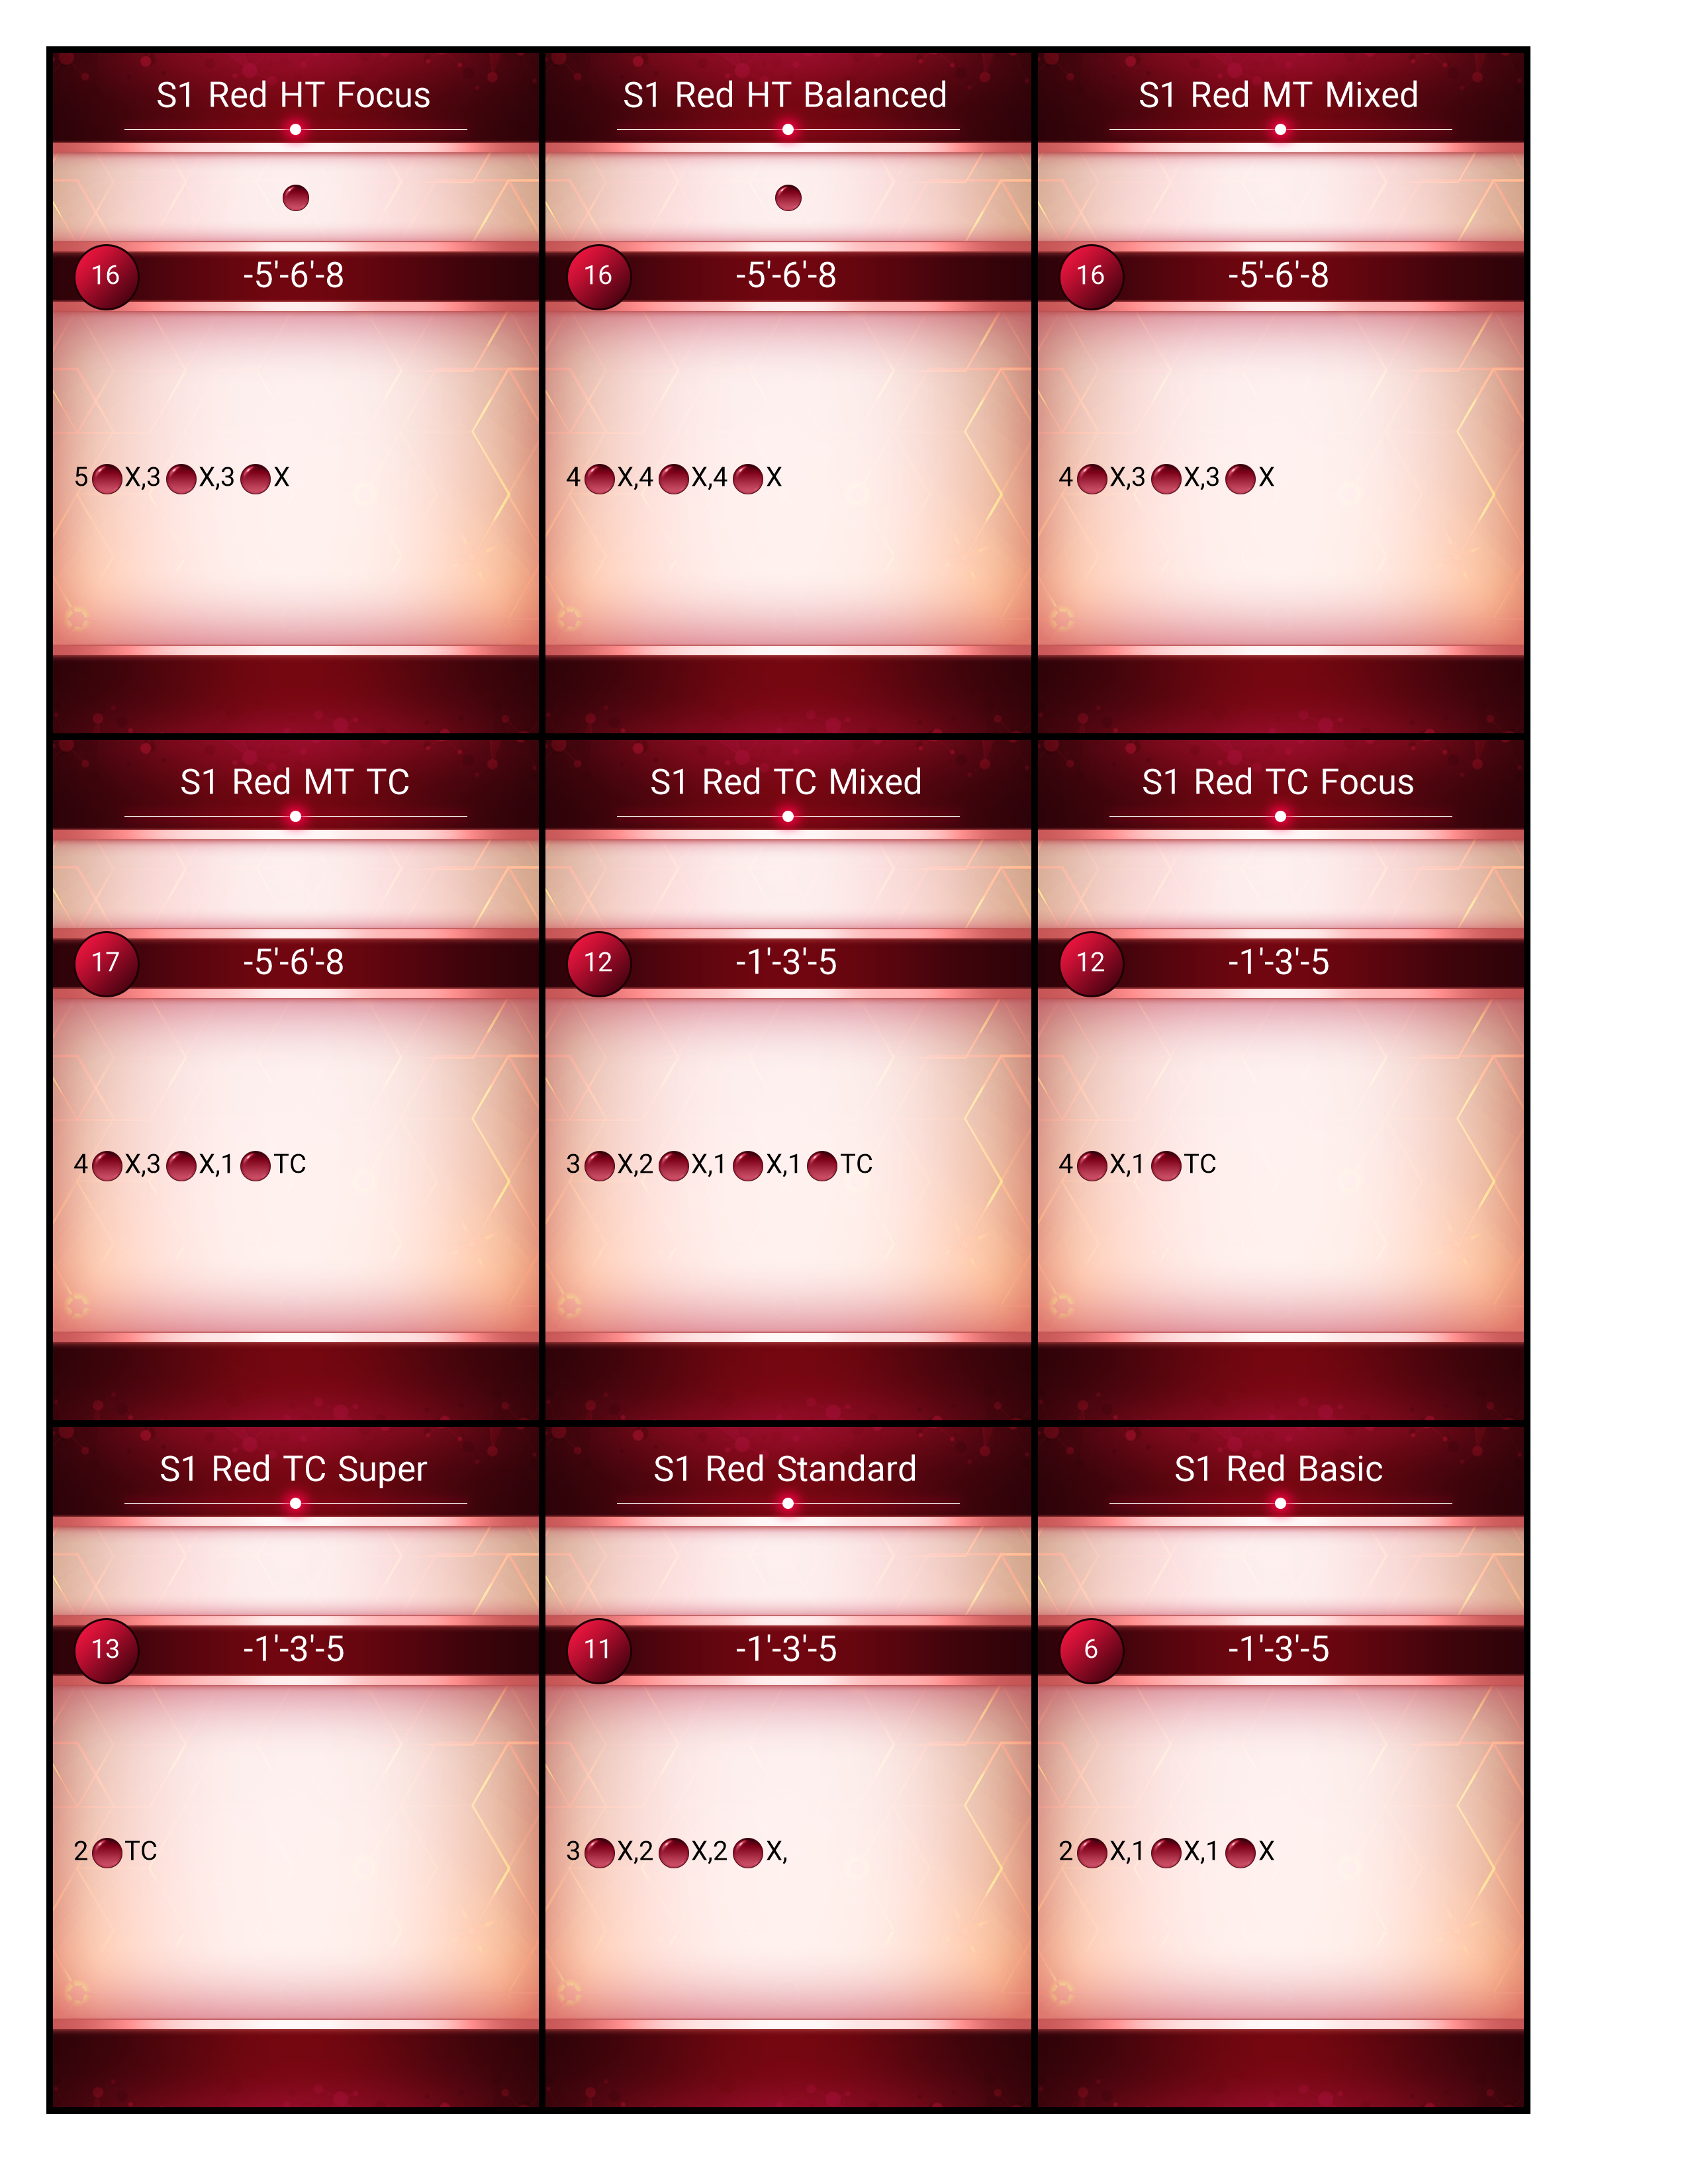 S1 Red HT Focus
16
-5'-6'-8
5 X,3 X,3 X
S1 Red HT Balanced
16
-5'-6'-8
4 X,4 X,4 X
S1 Red MT Mixed
16
-5'-6'-8
4 X,3 X,3 X
S1 Red MT TC
17
-5'-6'-8
4 X,3 X,1 TC
S1 Red TC Mixed
12
-1'-3'-5
3 X,2 X,1 X,1 TC
S1 Red TC Focus
12
-1'-3'-5
4 X,1 TC
S1 Red TC Super
13
-1'-3'-5
2 TC
S1 Red Standard
11
-1'-3'-5
3 X,2 X,2 X,
S1 Red Basic
6
-1'-3'-5
2 X,1 X,1 X